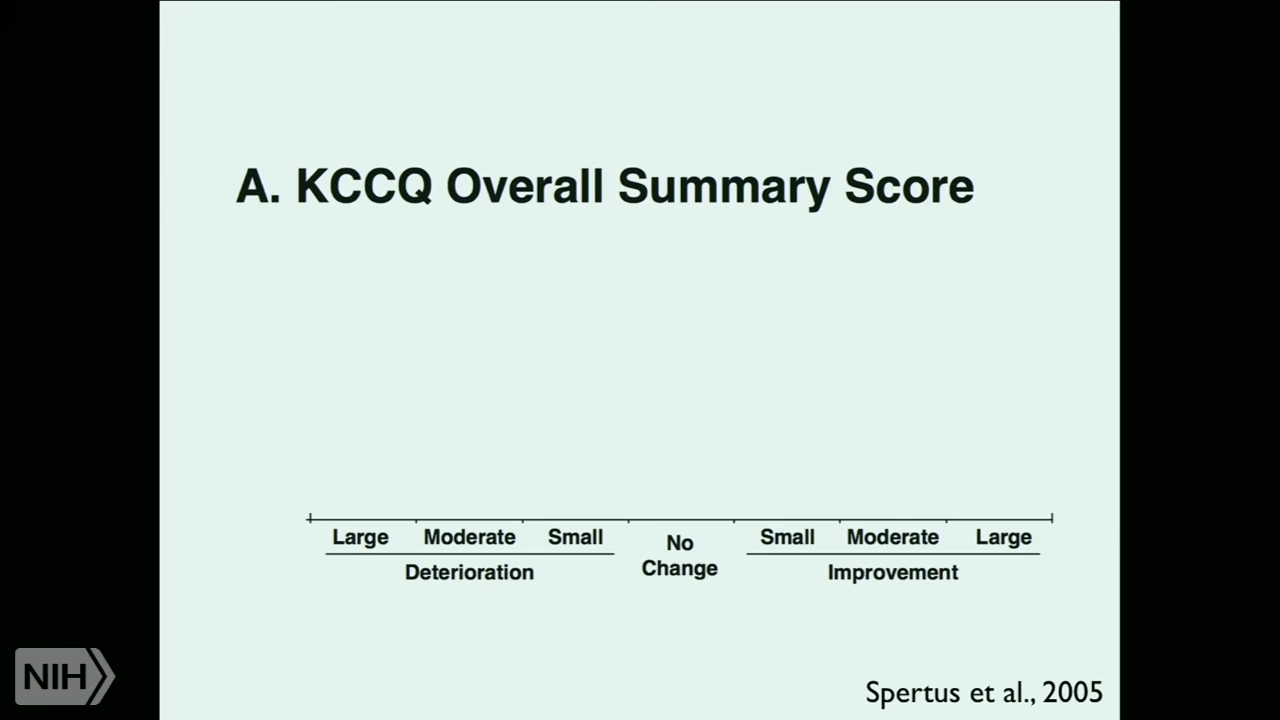 A. KCCQ Overall Summary Score
Large Moderate Small No Change Small Moderate Large
Deterioration Improvement
NIH
Spertus et al., 2005